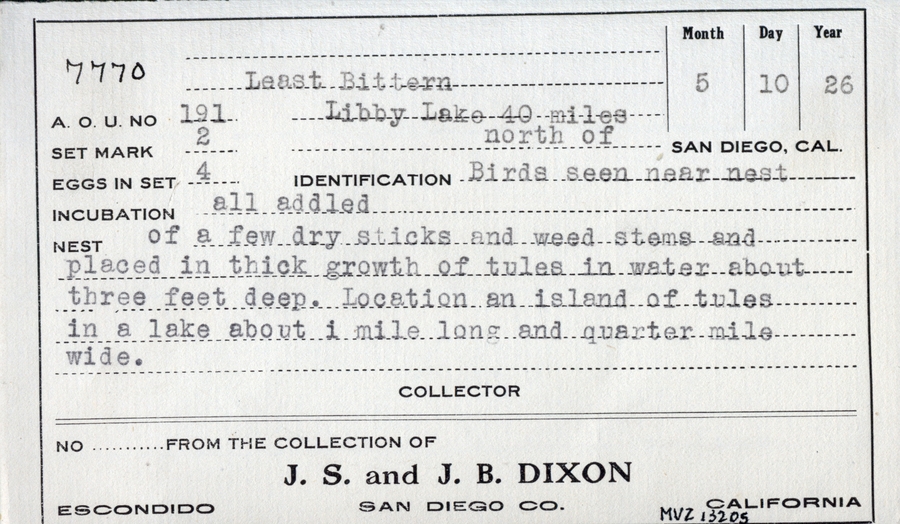 Month Day Year
7770
Least Bittern 5 10 26
A. O. U. NO 191 Libby Lake 40 miles
SET MARK 2 north of SAN DIEGO, CAL.
EGGS IN SET 4 IDENTIFICATION Birds seen near nest
INCUBATION all addled
NEST of a few dry sticks and weed stems and
placed in thick growth of tules in water about
three feet deep. Location an island of tules
in a lake about i mile long and quarter mile
wide.
COLLECTOR
NO ........... FROM THE COLLECTION OF
J. S. and J. B. DIXON
ESCONDIDO SAN DIEGO CO. CALIFORNIA
MVZ 13205